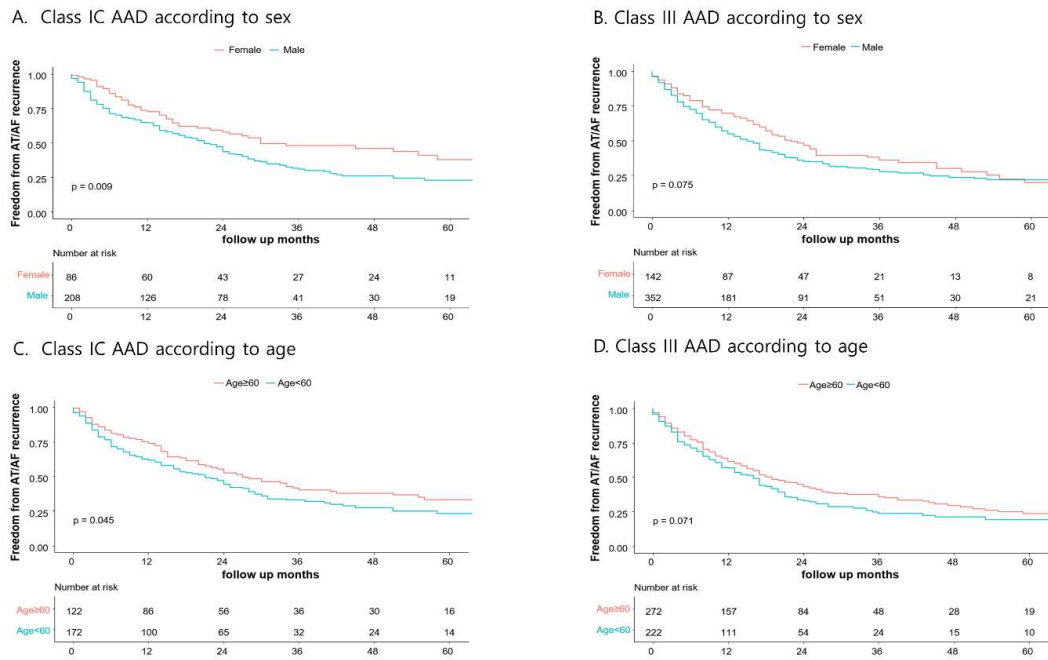 A. Class IC AAD according to sex
Female Male
Freedom from AT/AF recurrence
1.00
0.75
0.50
0.25
0.00
p = 0.009
0 12 24 36 48 60
follow up months
Number at risk
Female 86 60 43 27 24 11
Male 208 126 78 41 30 19
0 12 24 36 48 60
B. Class III AAD according to sex
Female Male
Freedom from AT/AF recurrence
1.00
0.75
0.50
0.25
0.00
p = 0.075
0 12 24 36 48 60
follow up months
Number at risk
Female 142 87 47 21 13 8
Male 352 181 91 51 30 21
0 12 24 36 48 60
C. Class IC AAD according to age
Age≥60 Age<60
Freedom from AT/AF recurrence
1.00
0.75
0.50
0.25
0.00
p = 0.045
0 12 24 36 48 60
follow up months
Number at risk
Age≥60 122 86 56 36 30 16
Age<60 172 100 65 32 24 14
0 12 24 36 48 60
D. Class III AAD according to age
Age≥60 Age<60
Freedom from AT/AF recurrence
1.00
0.75
0.50
0.25
0.00
p = 0.071
0 12 24 36 48 60
follow up months
Number at risk
Age≥60 272 157 84 48 28 19
Age<60 222 111 54 24 15 10
0 12 24 36 48 60